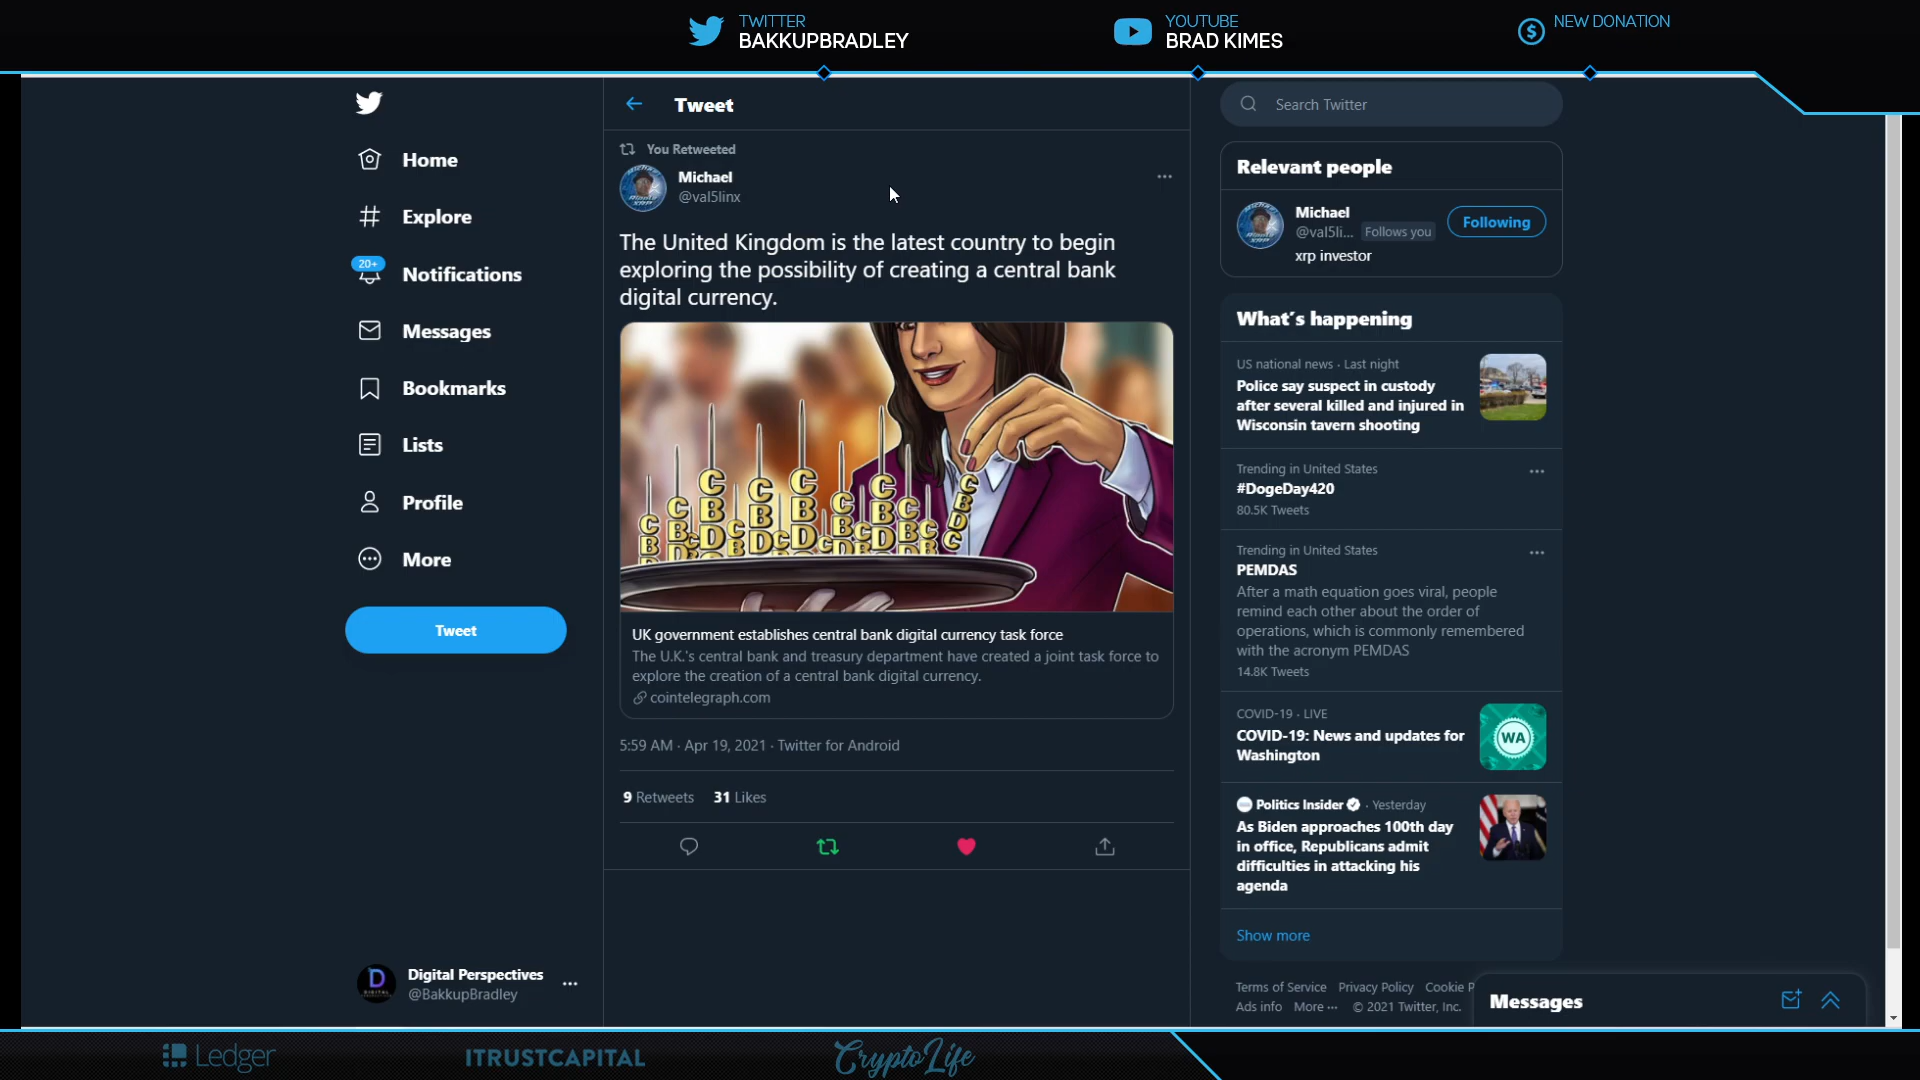 TWITTER
BAKKUPBRADLEY
YOUTUBE
BRAD KIMES
NEW DONATION
Home
Explore
20+
Notifications
Messages
Bookmarks
Lists
Profile
More
Tweet
Digital Perspectives
@BakkupBradley
Tweet
You Retweeted
Michael
@val5linx
The United Kingdom is the latest country to begin
exploring the possibility of creating a central bank
digital currency.
UK government establishes central bank digital currency task force
The U.K.'s central bank and treasury department have created a joint task force to
explore the creation of a central bank digital currency.
cointelegraph.com
5:59 AM · Apr 19, 2021 · Twitter for Android
9 Retweets 31 Likes
Search Twitter
Relevant people
Michael
@val5li... Follows you
Following
xrp investor
What's happening
US national news · Last night
Police say suspect in custody
after several killed and injured in
Wisconsin tavern shooting
Trending in United States
#DogeDay420
80.5K Tweets
Trending in United States
PEMDAS
After a math equation goes viral, people
remind each other about the order of
operations, which is commonly remembered
with the acronym PEMDAS
14.8K Tweets
COVID-19 · LIVE
COVID-19: News and updates for
Washington
WA
Politics Insider · Yesterday
As Biden approaches 100th day
in office, Republicans admit
difficulties in attacking his
agenda
Show more
Terms of Service Privacy Policy Cookie P
Ads info More ··· © 2021 Twitter, Inc.
Messages
Ledger
ITRUSTCAPITAL
CryptoLife